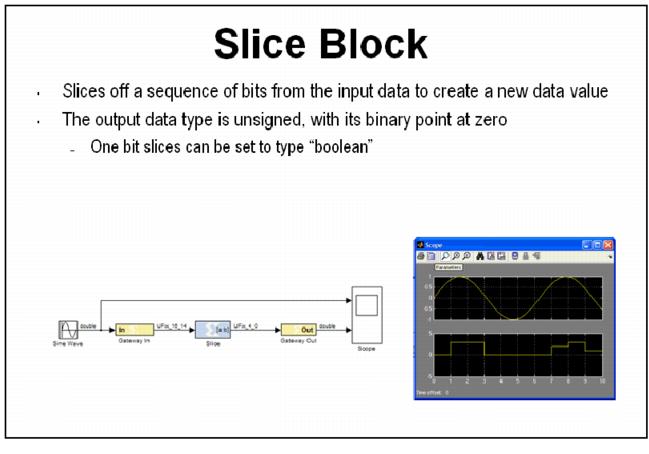 Slice Block
Slices off a sequence of bits from the input data to create a new data value
The output data type is unsigned, with its binary point at zero
- One bit slices can be set to type "boolean"
Scope
Parameters
1
0.5
0
-0.5
-1
5
0
-5
0 1 2 3 4 5 6 7 8 9 10
Time offset: 0
double
In
UFix_16_14
[a:b]
UFix_4_0
Out
double
Sine Wave
Gateway In
Slice
Gateway Out
Scope